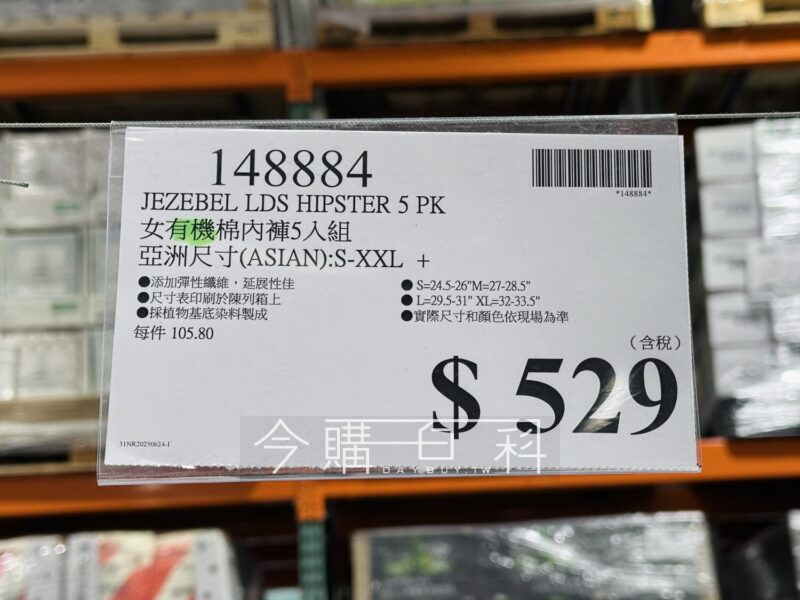 148884
*148884*
JEZEBEL LDS HIPSTER 5 PK
女有機棉內褲5入組
亞洲尺寸(ASIAN):S-XXL +
●添加彈性纖維，延展性佳
●尺寸表印刷於陳列箱上
●採植物基底染料製成
每件 105.80
● S=24.5-26"M=27-28.5"
● L=29.5-31" XL=32-33.5"
●實際尺寸和顏色依現場為準
(含稅)
$ 529
31NR20250624-1
今購百科
DAYBUY.TW